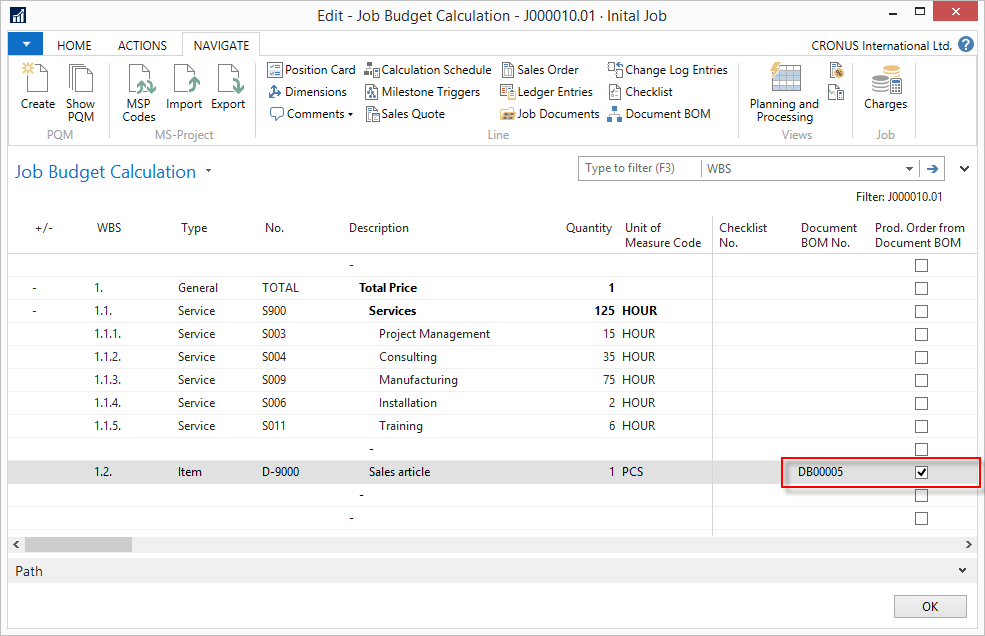 Edit - Job Budget Calculation - J000010.01 · Inital Job
HOME ACTIONS NAVIGATE CRONUS International Ltd. ?
Create
Show PQM
PQM
MSP Codes
Import
Export
MS-Project
Position Card
Dimensions
Comments
Calculation Schedule
Milestone Triggers
Sales Quote
Sales Order
Ledger Entries
Job Documents
Change Log Entries
Checklist
Document BOM
Line
Planning and Processing
Views
Charges
Job
Job Budget Calculation
Type to filter (F3) WBS
Filter: J000010.01
+/- WBS Type No. Description Quantity Unit of Measure Code Checklist No. Document BOM No. Prod. Order from Document BOM
-
- 1. General TOTAL Total Price 1
- 1.1. Service S900 Services 125 HOUR
1.1.1. Service S003 Project Management 15 HOUR
1.1.2. Service S004 Consulting 35 HOUR
1.1.3. Service S009 Manufacturing 75 HOUR
1.1.4. Service S006 Installation 2 HOUR
1.1.5. Service S011 Training 6 HOUR
-
1.2. Item D-9000 Sales article 1 PCS DB00005
-
-
Path
OK